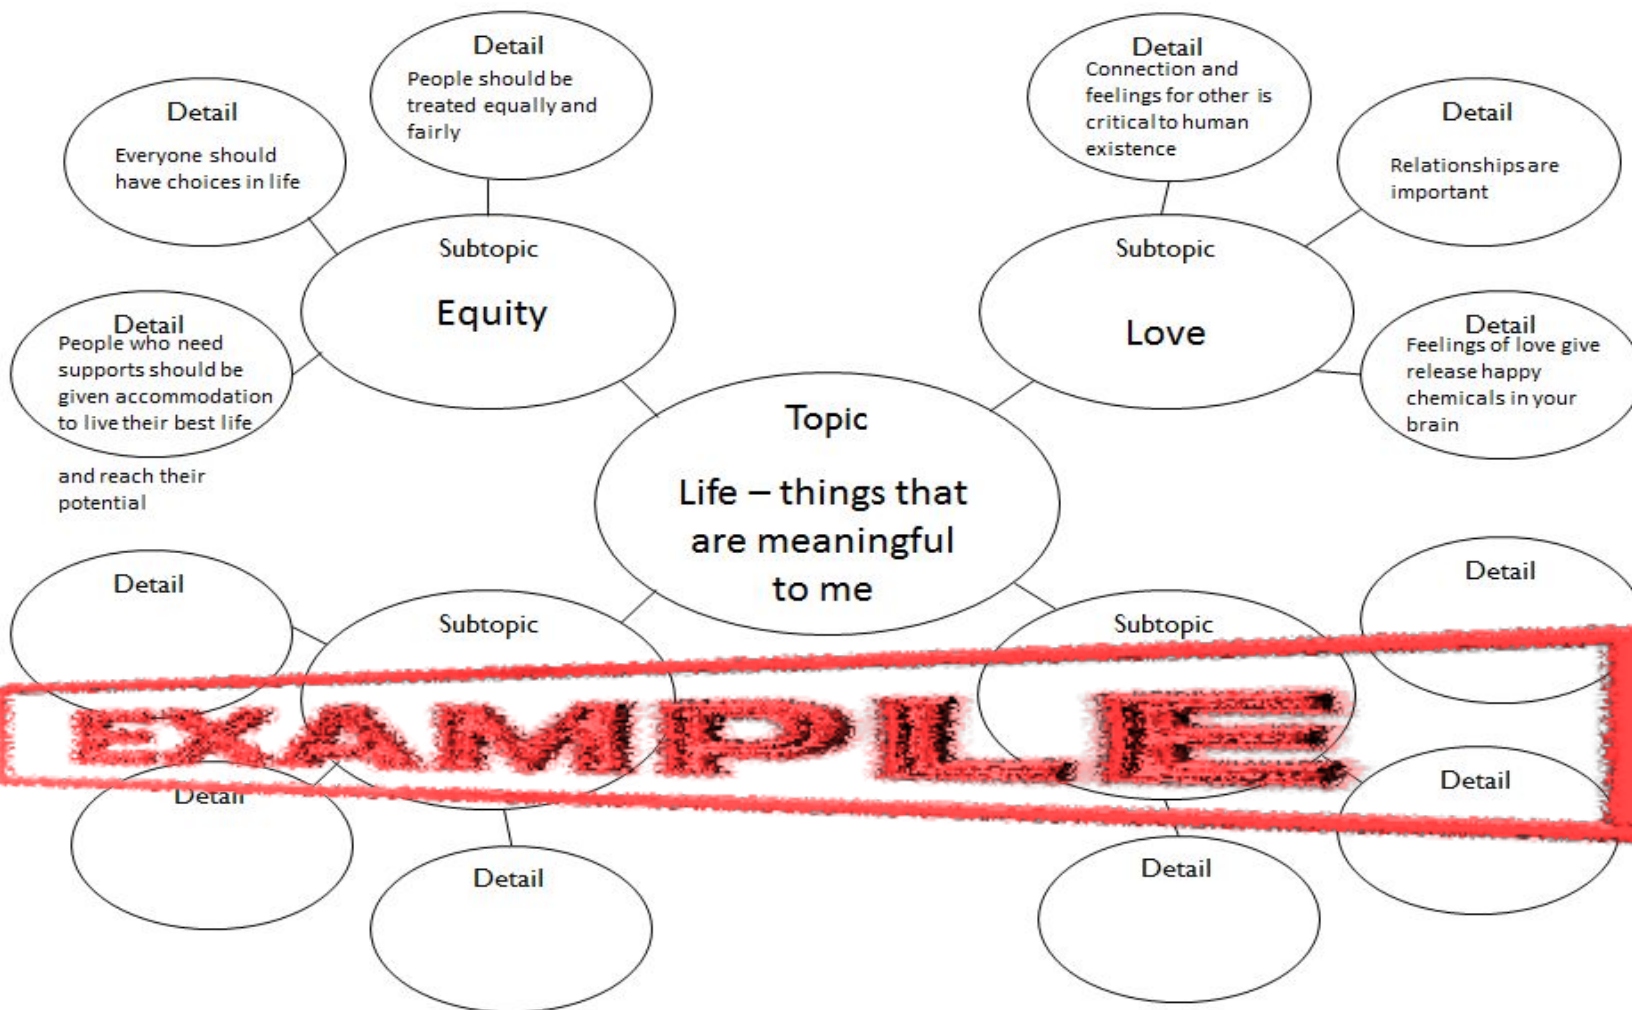 Detail
People should be
treated equally and
fairly
Detail
Everyone should
have choices in life
Detail
People who need
supports should be
given accommodation
to live their best life
and reach their
potential
Subtopic
Equity
Detail
Connection and
feelings for other is
critical to human
existence
Detail
Relationships are
important
Detail
Feelings of love give
release happy
chemicals in your
brain
Subtopic
Love
Topic
Life – things that
are meaningful
to me
Detail
Subtopic
Detail
Detail
Subtopic
Detail
Detail
Detail
EXAMPLE